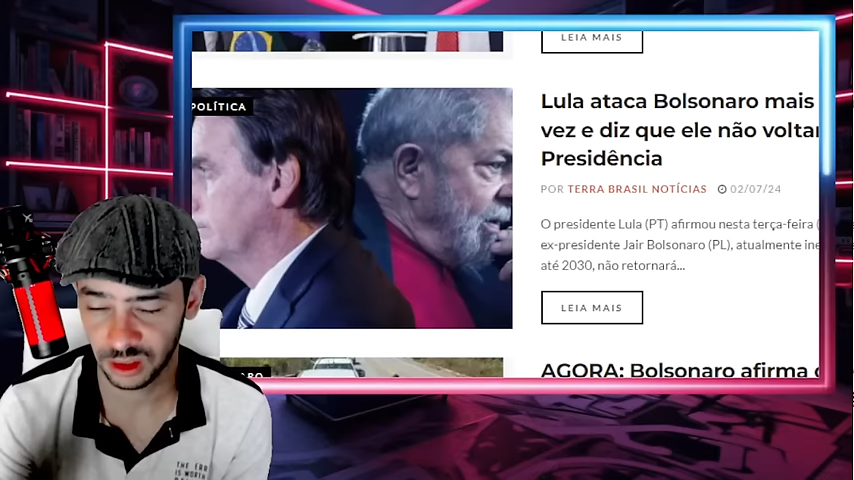 LEIA MAIS
POLÍTICA
Lula ataca Bolsonaro mais
vez e diz que ele não voltar
Presidência
POR TERRA BRASIL NOTÍCIAS 02/07/24
O presidente Lula (PT) afirmou nesta terça-feira (
ex-presidente Jair Bolsonaro (PL), atualmente ine
até 2030, não retornará...
LEIA MAIS
AGORA: Bolsonaro afirma
THE ERR
IS WORTH